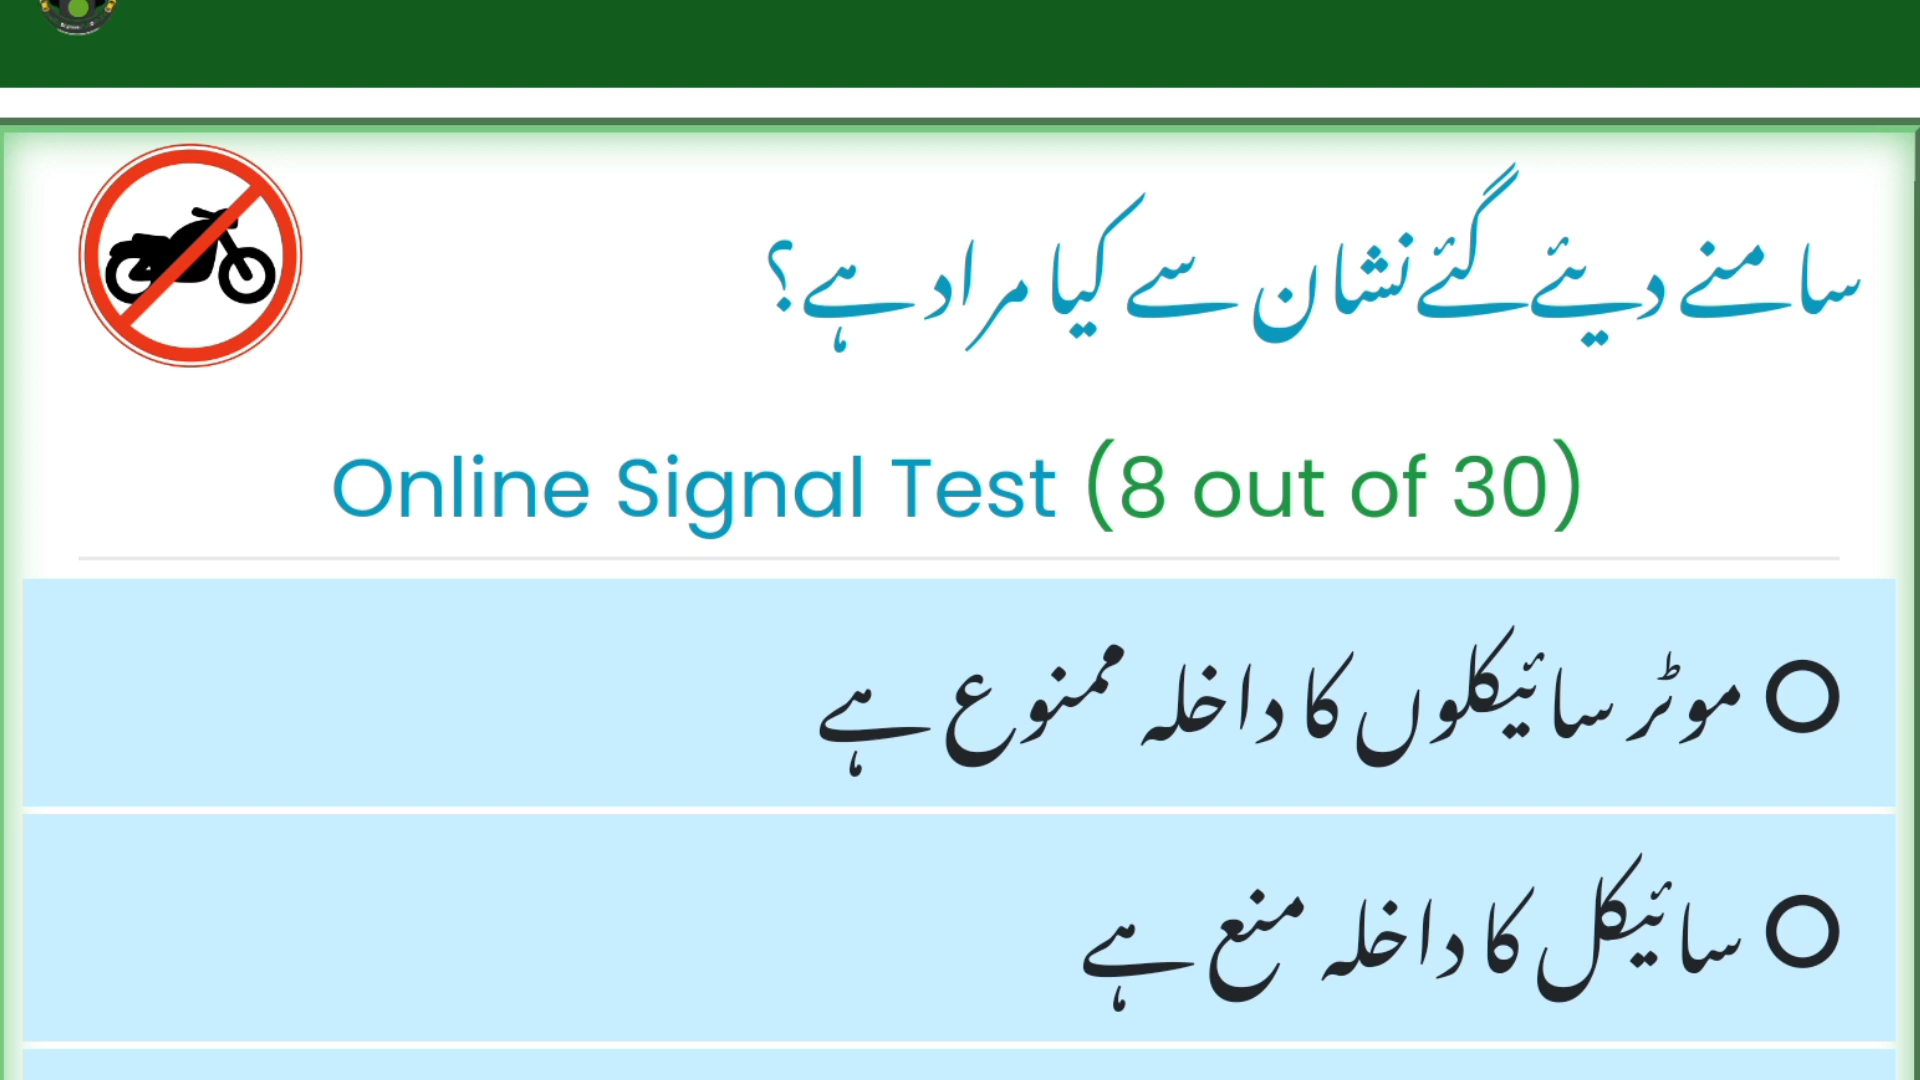 سامنے دیئے گئے نشان سے کیا مراد ہے؟
Online Signal Test (8 out of 30)
موٹر سائیکلوں کا داخلہ ممنوع ہے
سائیکل کا داخلہ منع ہے